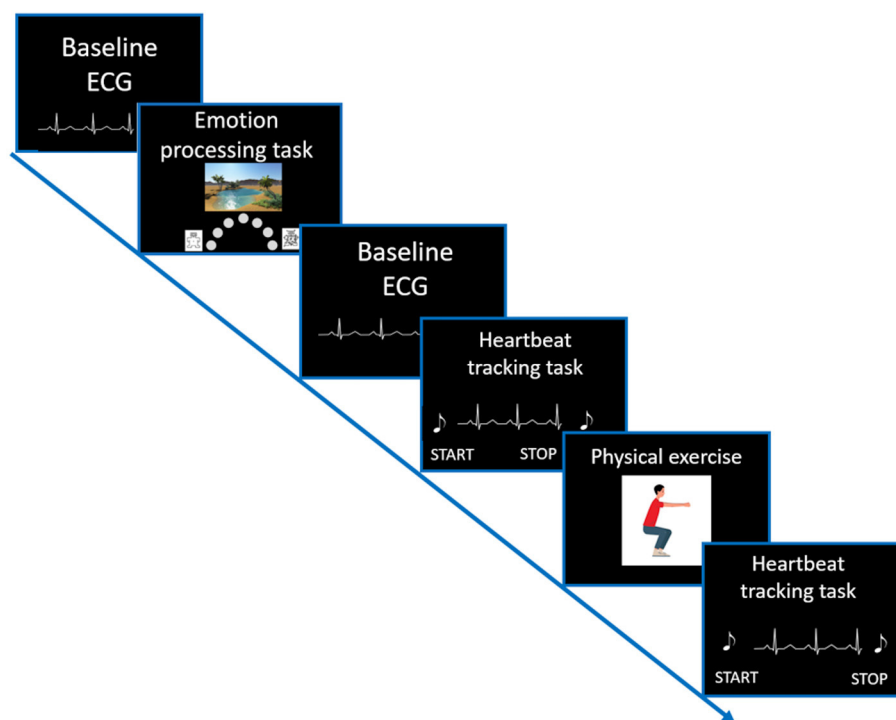 Baseline
ECG
Emotion
processing task
Baseline
ECG
Heartbeat
tracking task
START STOP
Physical exercise
Heartbeat
tracking task
START STOP